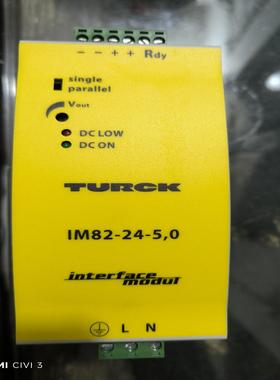 − − + + Rdy
single
parallel
Vout
DC LOW
DC ON
TURCK
IM82-24-5,0
interface
modul
L N
MI CIVI 3